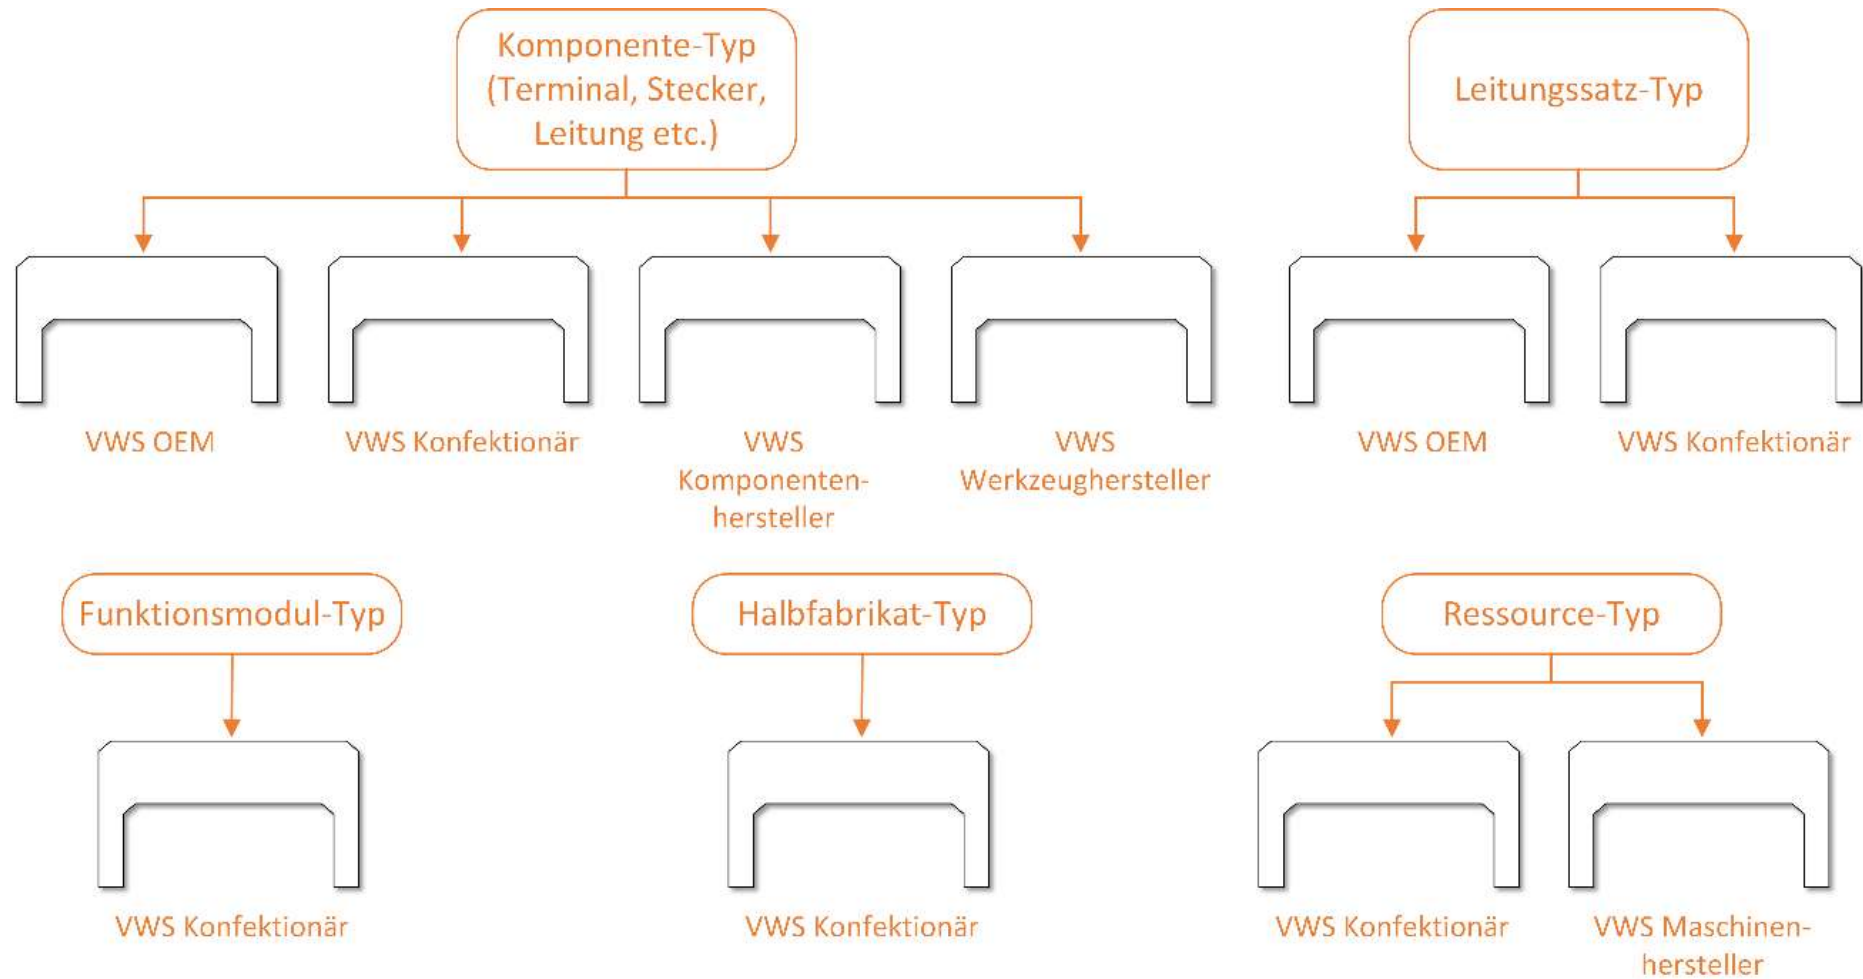 Komponente-Typ
(Terminal, Stecker,
Leitung etc.)
Leitungssatz-Typ
VWS OEM
VWS Konfektionär
VWS
Komponenten-
hersteller
VWS
Werkzeughersteller
VWS OEM
VWS Konfektionär
Funktionsmodul-Typ
Halbfabrikat-Typ
Ressource-Typ
VWS Konfektionär
VWS Konfektionär
VWS Konfektionär
VWS Maschinen-
hersteller